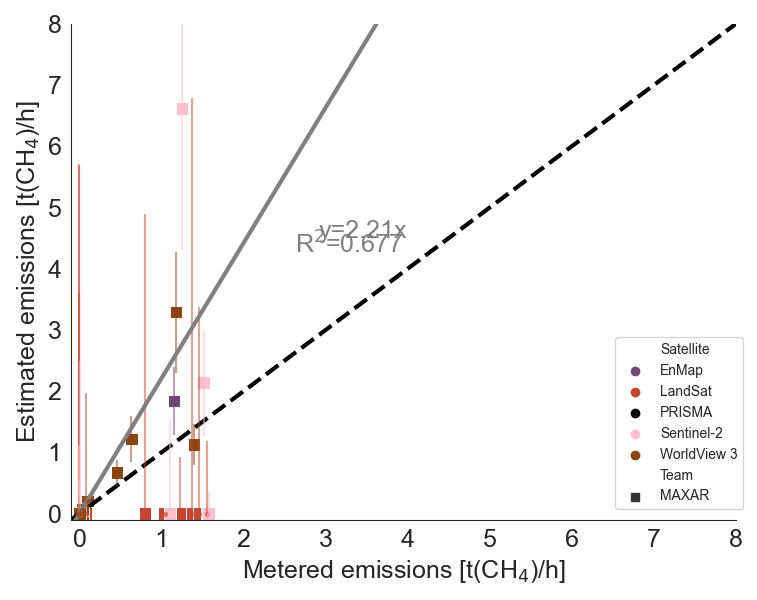 8
7
6
5
4
3
2
1
0
Estimated emissions [t(CH₄)/h]
y=2.21x
R²=0.677
Satellite
EnMap
LandSat
PRISMA
Sentinel-2
WorldView 3
Team
MAXAR
0 1 2 3 4 5 6 7 8
Metered emissions [t(CH₄)/h]